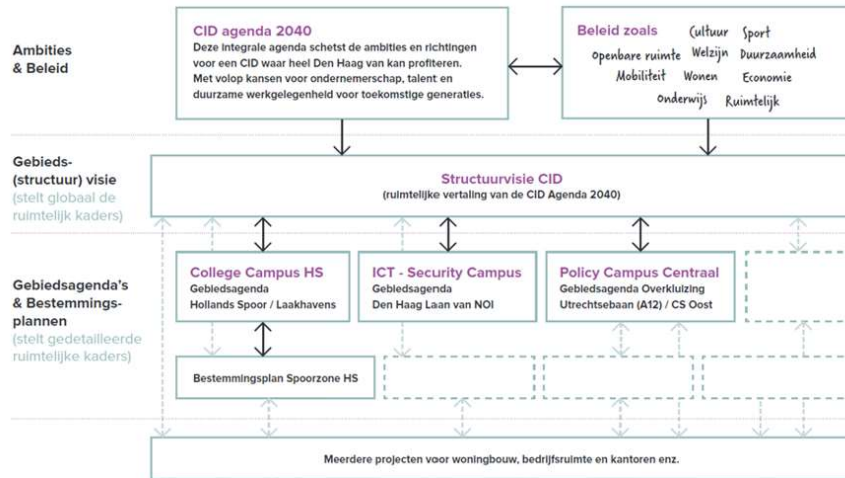 Ambities
& Beleid
CID agenda 2040
Deze integrale agenda schetst de ambities en richtingen
voor een CID waar heel Den Haag van kan profiteren.
Met volop kansen voor ondernemerschap, talent en
duurzame werkgelegenheid voor toekomstige generaties.
Beleid zoals
Cultuur Sport
Openbare ruimte Welzijn Duurzaamheid
Mobiliteit Wonen Economie
Onderwijs Ruimtelijk
Gebieds-
(structuur) visie
(stelt globaal de
ruimtelijk kaders)
Structuurvisie CID
(ruimtelijke vertaling van de CID Agenda 2040)
Gebiedsagenda's
& Bestemmings-
plannen
(stelt gedetailleerde
ruimtelijke kaders)
College Campus HS
Gebiedsagenda
Hollands Spoor / Laakhavens
ICT - Security Campus
Gebiedsagenda
Den Haag Laan van NOI
Policy Campus Centraal
Gebiedsagenda Overkluizing
Utrechtsebaan (A12) / CS Oost
Bestemmingsplan Spoorzone HS
Meerdere projecten voor woningbouw, bedrijfsruimte en kantoren enz.